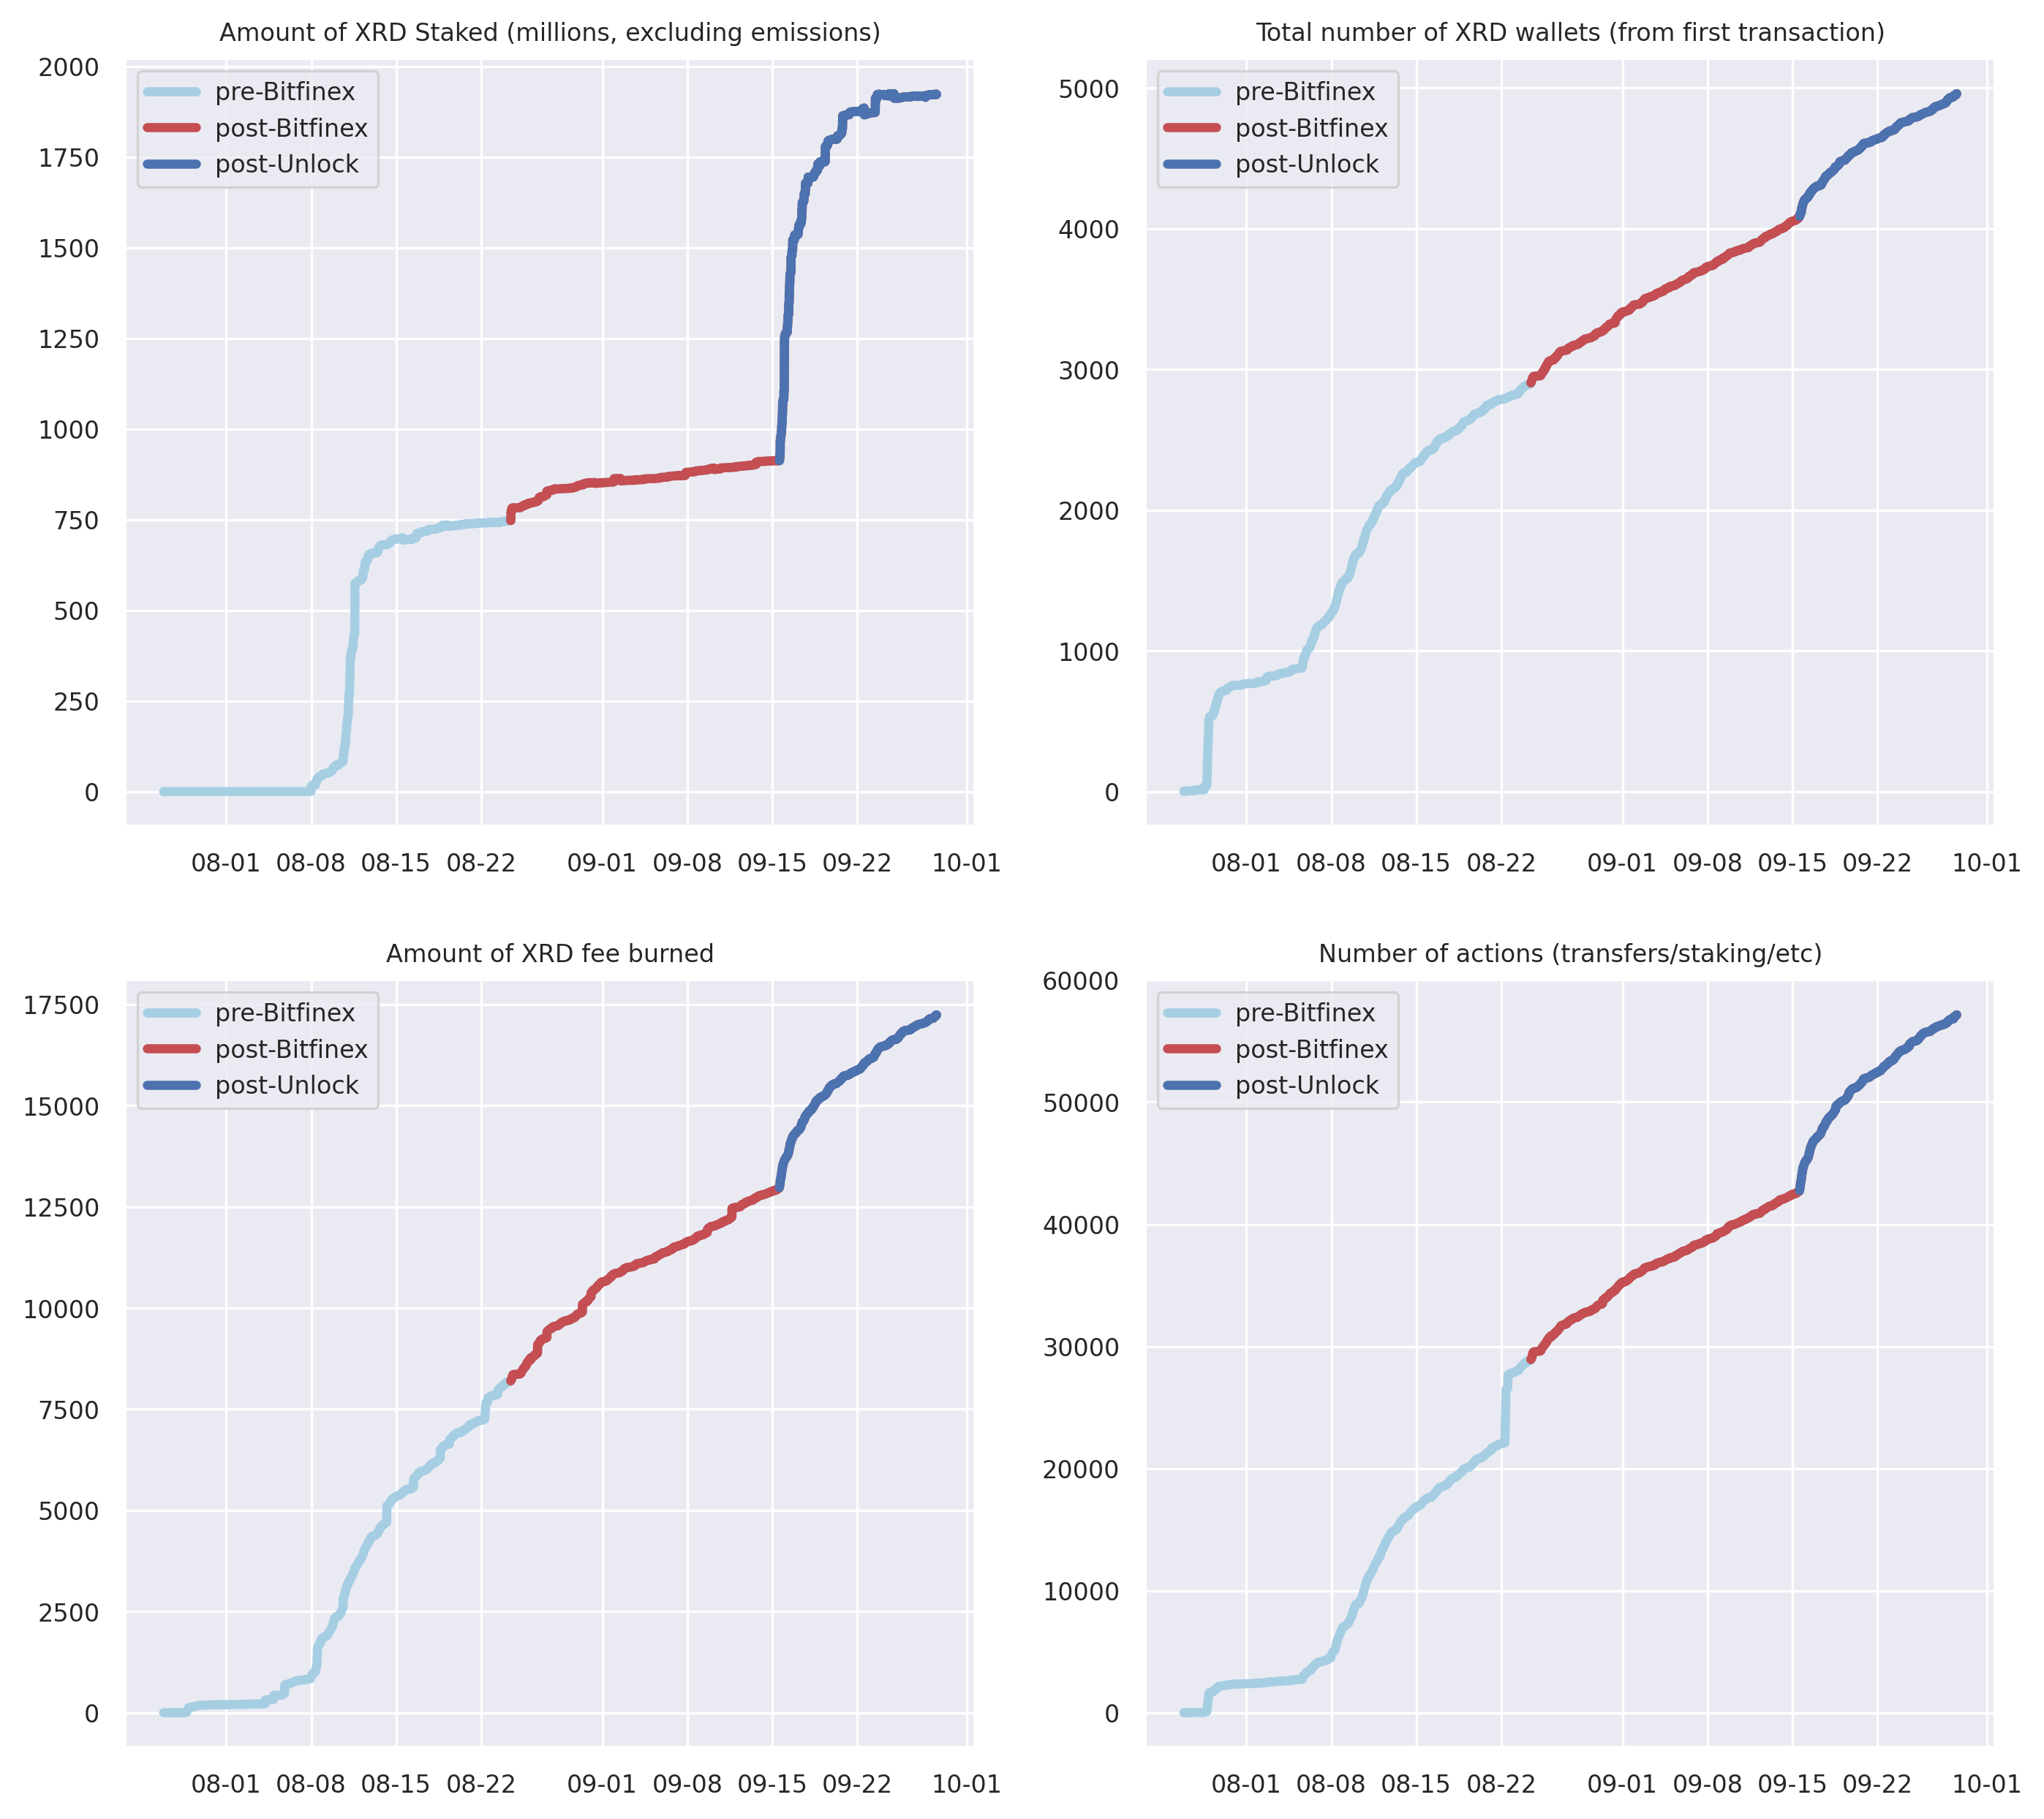 Amount of XRD Staked (millions, excluding emissions)
2000
1750
1500
1250
1000
750
500
250
0
pre-Bitfinex
post-Bitfinex
post-Unlock
08-01 08-08 08-15 08-22 09-01 09-08 09-15 09-22 10-01
Total number of XRD wallets (from first transaction)
5000
4000
3000
2000
1000
0
pre-Bitfinex
post-Bitfinex
post-Unlock
08-01 08-08 08-15 08-22 09-01 09-08 09-15 09-22 10-01
Amount of XRD fee burned
17500
15000
12500
10000
7500
5000
2500
0
pre-Bitfinex
post-Bitfinex
post-Unlock
08-01 08-08 08-15 08-22 09-01 09-08 09-15 09-22 10-01
Number of actions (transfers/staking/etc)
60000
50000
40000
30000
20000
10000
0
pre-Bitfinex
post-Bitfinex
post-Unlock
08-01 08-08 08-15 08-22 09-01 09-08 09-15 09-22 10-01